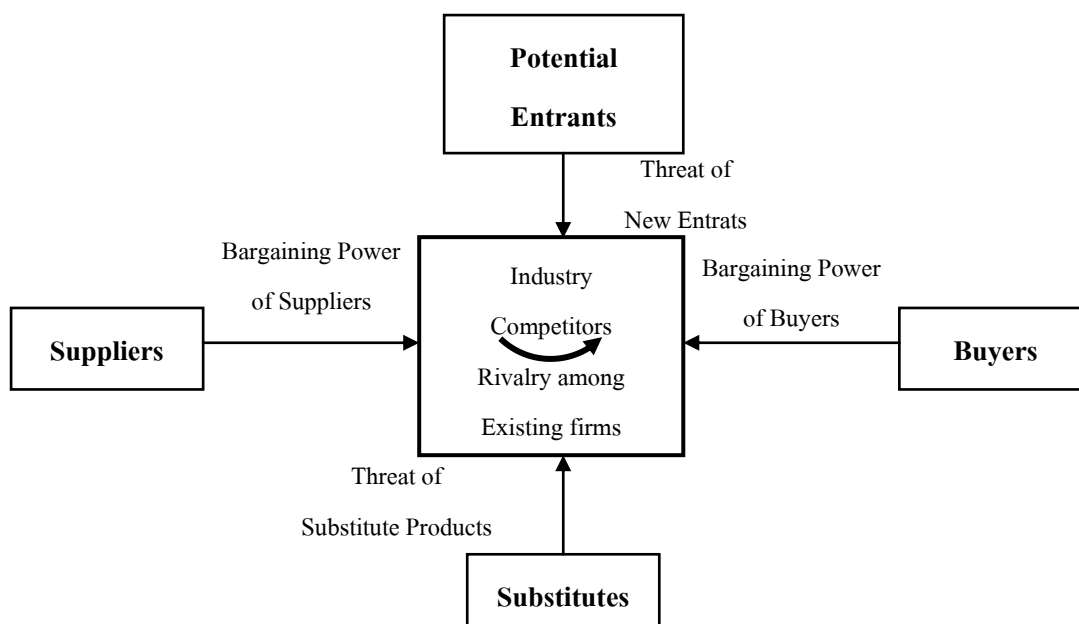 Potential
Entrants
Threat of
New Entrats
Bargaining Power
of Suppliers
Industry
Competitors
Rivalry among
Existing firms
Bargaining Power
of Buyers
Suppliers
Buyers
Threat of
Substitute Products
Substitutes